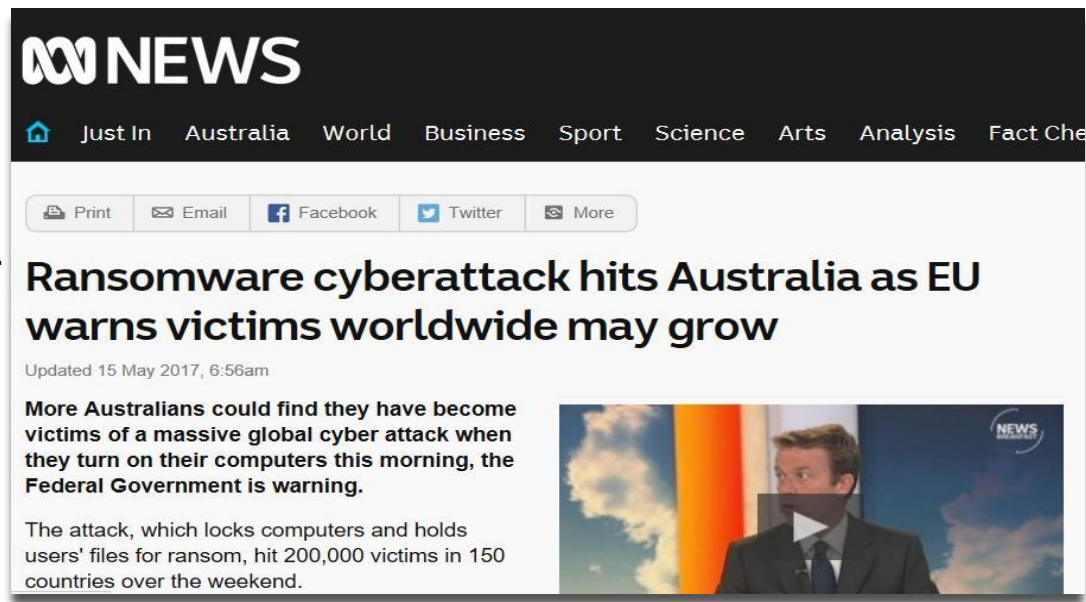 NEWS
Just In Australia World Business Sport Science Arts Analysis Fact Che
Print Email Facebook Twitter More
Ransomware cyberattack hits Australia as EU
warns victims worldwide may grow
Updated 15 May 2017, 6:56am
More Australians could find they have become
victims of a massive global cyber attack when
they turn on their computers this morning, the
Federal Government is warning.
The attack, which locks computers and holds
users' files for ransom, hit 200,000 victims in 150
countries over the weekend.
NEWS
BREAKFAST